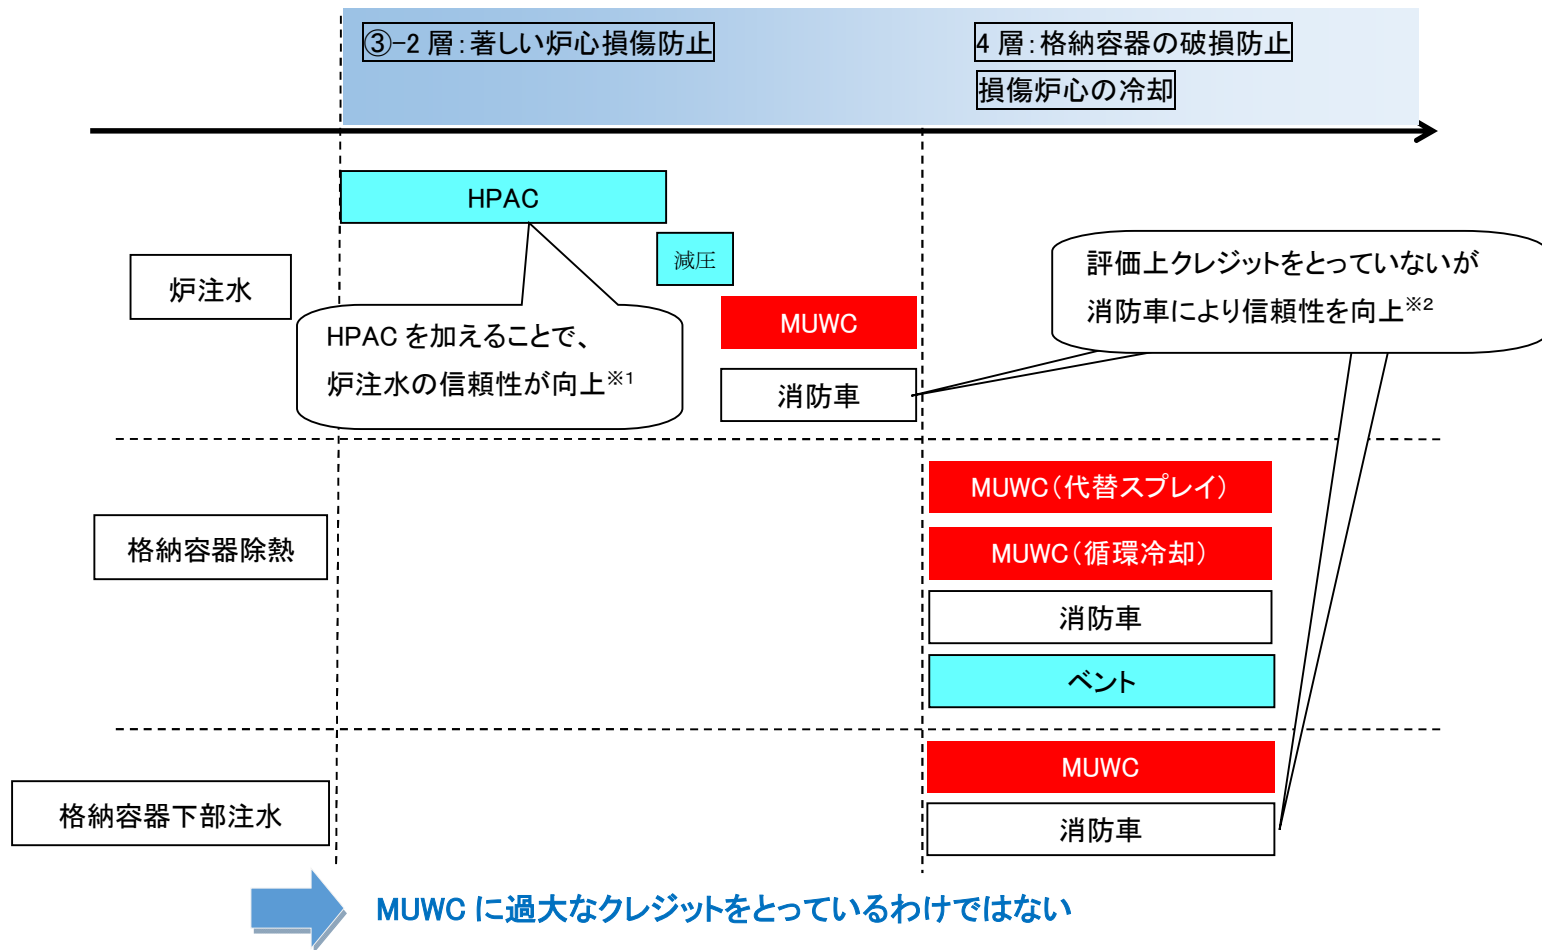 ③-2 層：著しい炉心損傷防止
4 層：格納容器の破損防止
損傷炉心の冷却
HPAC
減圧
炉注水
MUWC
HPAC を加えることで、
炉注水の信頼性が向上※1
消防車
評価上クレジットをとっていないが
消防車により信頼性を向上※2
格納容器除熱
MUWC（代替スプレイ）
MUWC（循環冷却）
消防車
ベント
格納容器下部注水
MUWC
消防車
MUWC に過大なクレジットをとっているわけではない